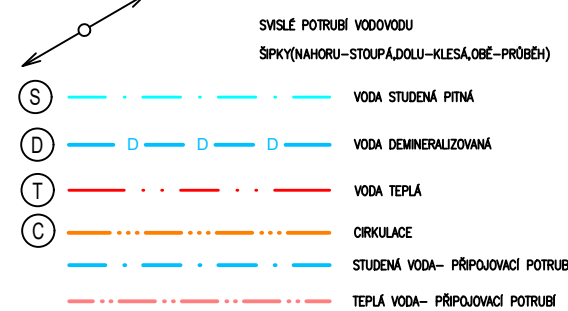 SVISLÉ POTRUBÍ VODOVODU
ŠIPKY(NAHORU-STOUPÁ,DOLU-KLESÁ,OBĚ-PRŮBĚH)
S VODA STUDENÁ PITNÁ
D D D D VODA DEMINERALIZOVANÁ
T VODA TEPLÁ
C CIRKULACE
STUDENÁ VODA- PŘIPOJOVACÍ POTRUB
TEPLÁ VODA- PŘIPOJOVACÍ POTRUBÍ